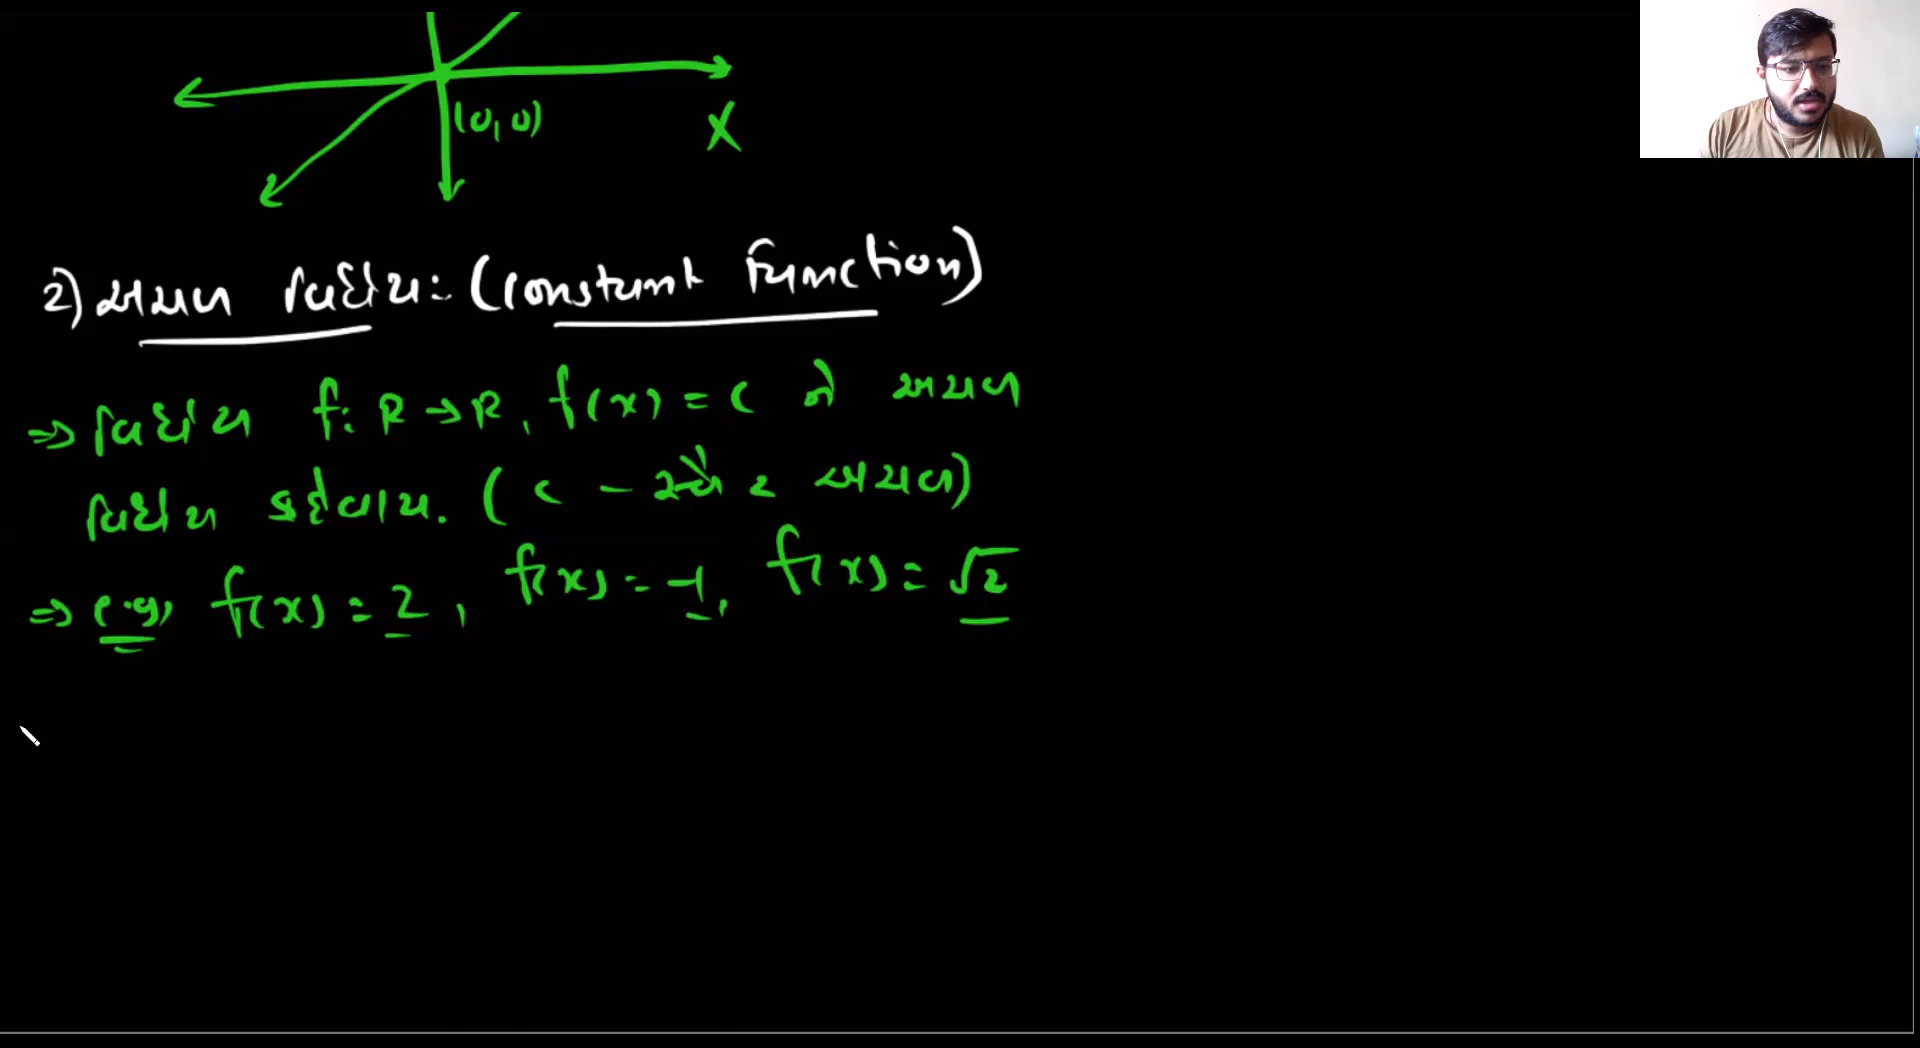 (0,0)
X
2) અચળ વિધેય:- (Constant Function)
⇒ વિધેય f: R → R, f(x) = c ને અચળ
વિધેય કહેવાય. ( c - સ્વૈર અચળ)
⇒ e.g, f(x) = 2, f(x) = -1, f(x) = √2